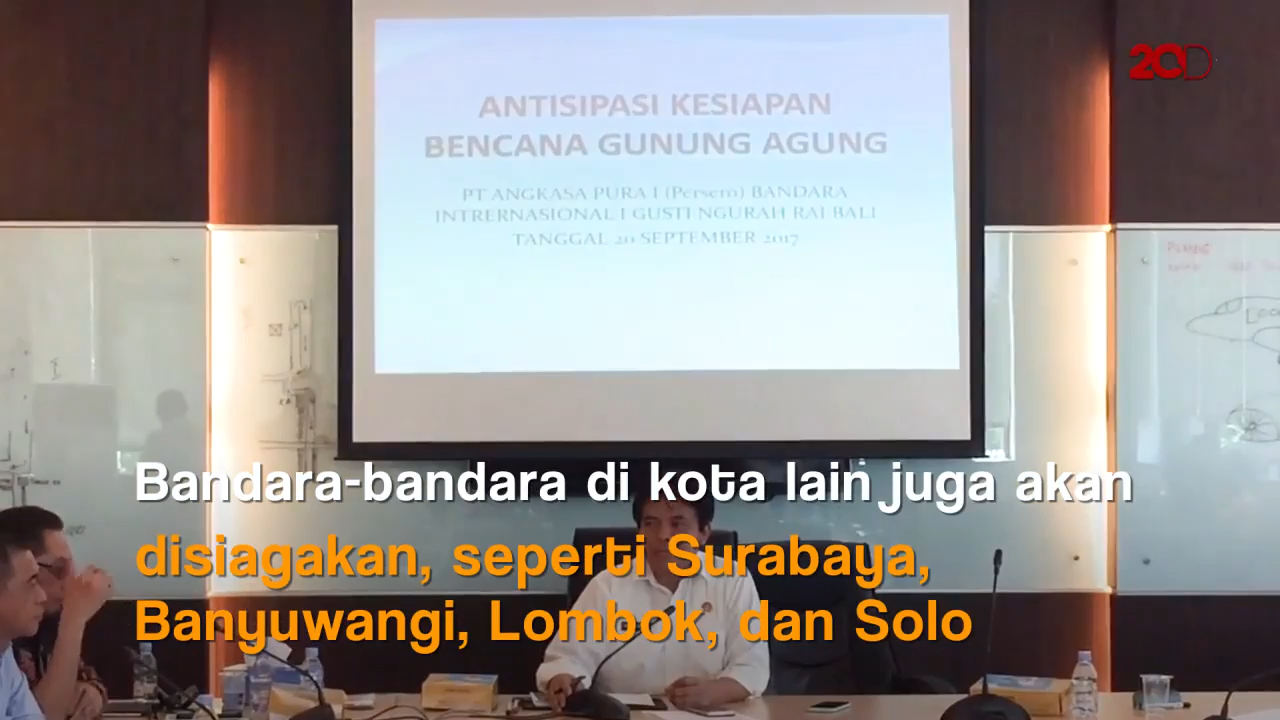 20D
ANTISIPASI KESIAPAN
BENCANA GUNUNG AGUNG
PT ANGKASA PURA I (Persero) BANDARA
INTRERNASIONAL I GUSTI NGURAH RAI BALI
TANGGAL 20 SEPTEMBER 2017
Bandara-bandara di kota lain juga akan
disiagakan, seperti Surabaya,
Banyuwangi, Lombok, dan Solo